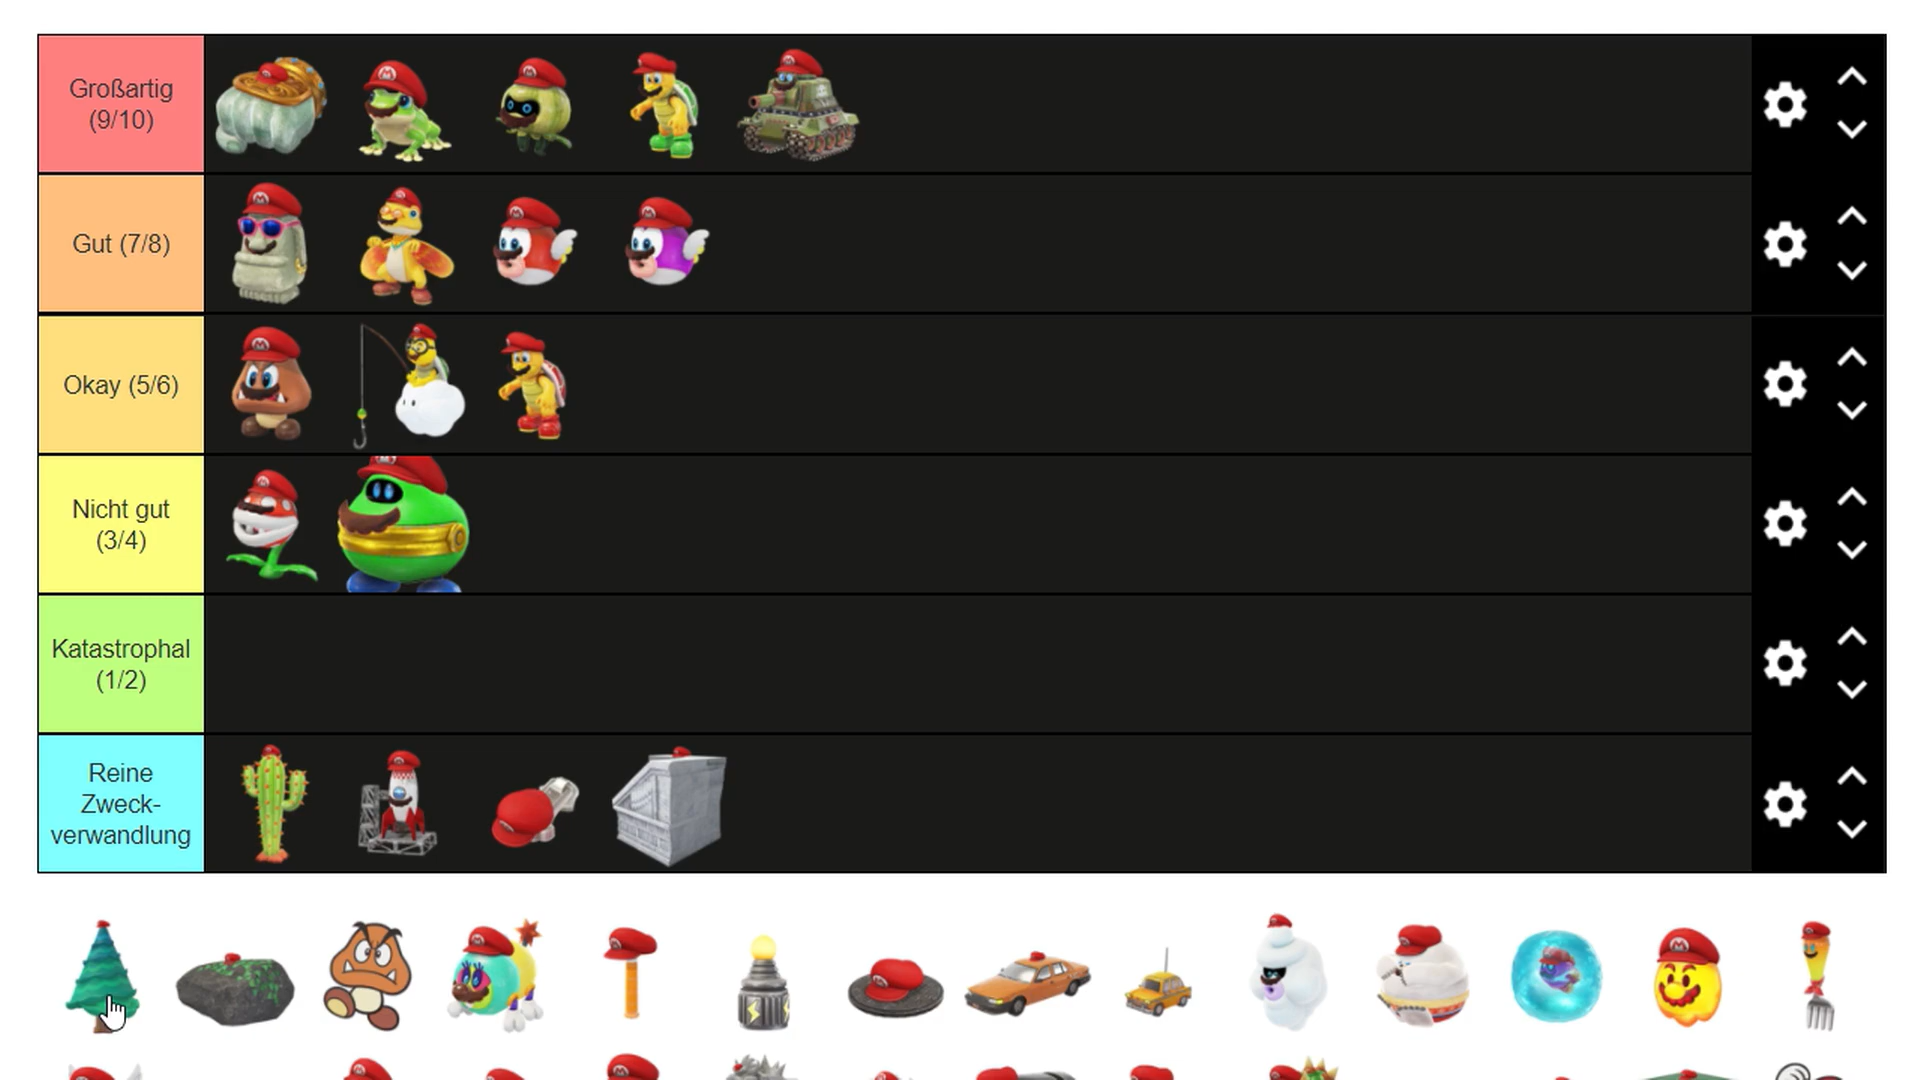 Großartig
(9/10)
Gut (7/8)
Okay (5/6)
Nicht gut
(3/4)
Katastrophal
(1/2)
Reine
Zweck-
verwandlung